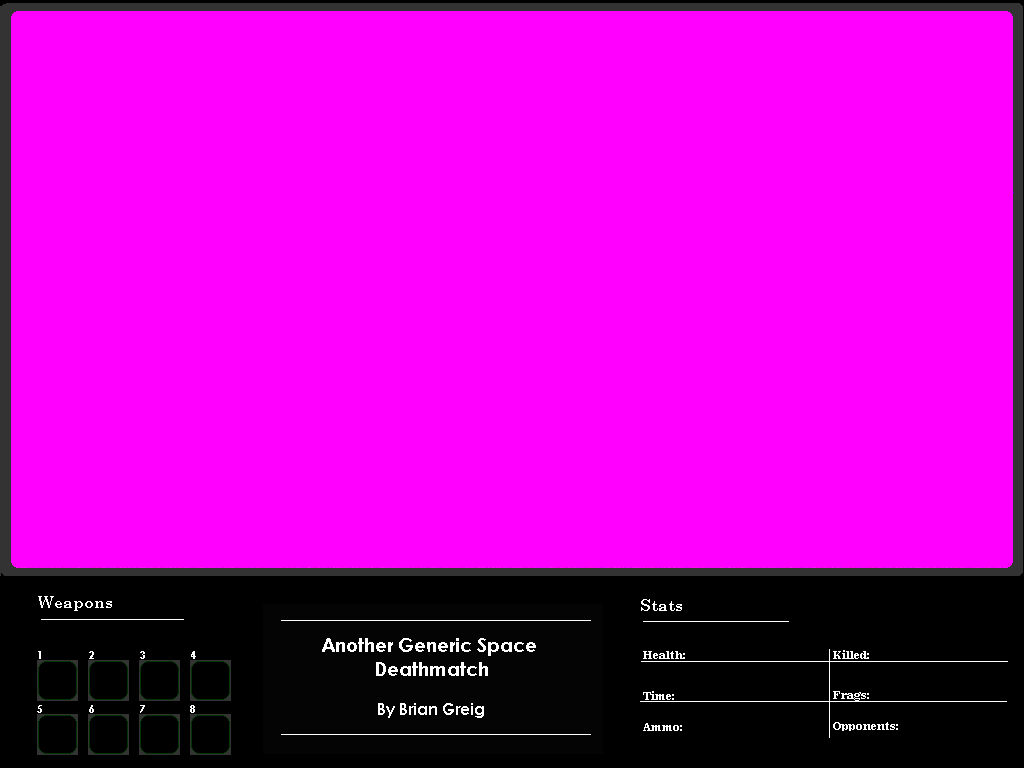 Weapons
1 2 3 4
5 6 7 8
Another Generic Space
Deathmatch
By Brian Greig
Stats
Health: Killed:
Time: Frags:
Ammo: Opponents: